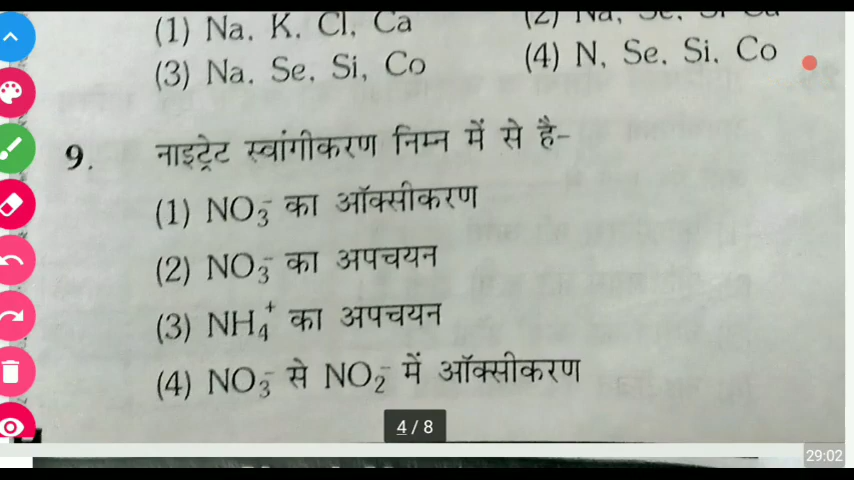 (1) Na. K. Cl. Ca
(3) Na. Se. Si, Co
(4) N, Se. Si. Co
9. नाइट्रेट स्वांगीकरण निम्न में से है-
(1) NO₃⁻ का ऑक्सीकरण
(2) NO₃⁻ का अपचयन
(3) NH₄⁺ का अपचयन
(4) NO₃⁻ से NO₂⁻ में ऑक्सीकरण
4 / 8
29:02